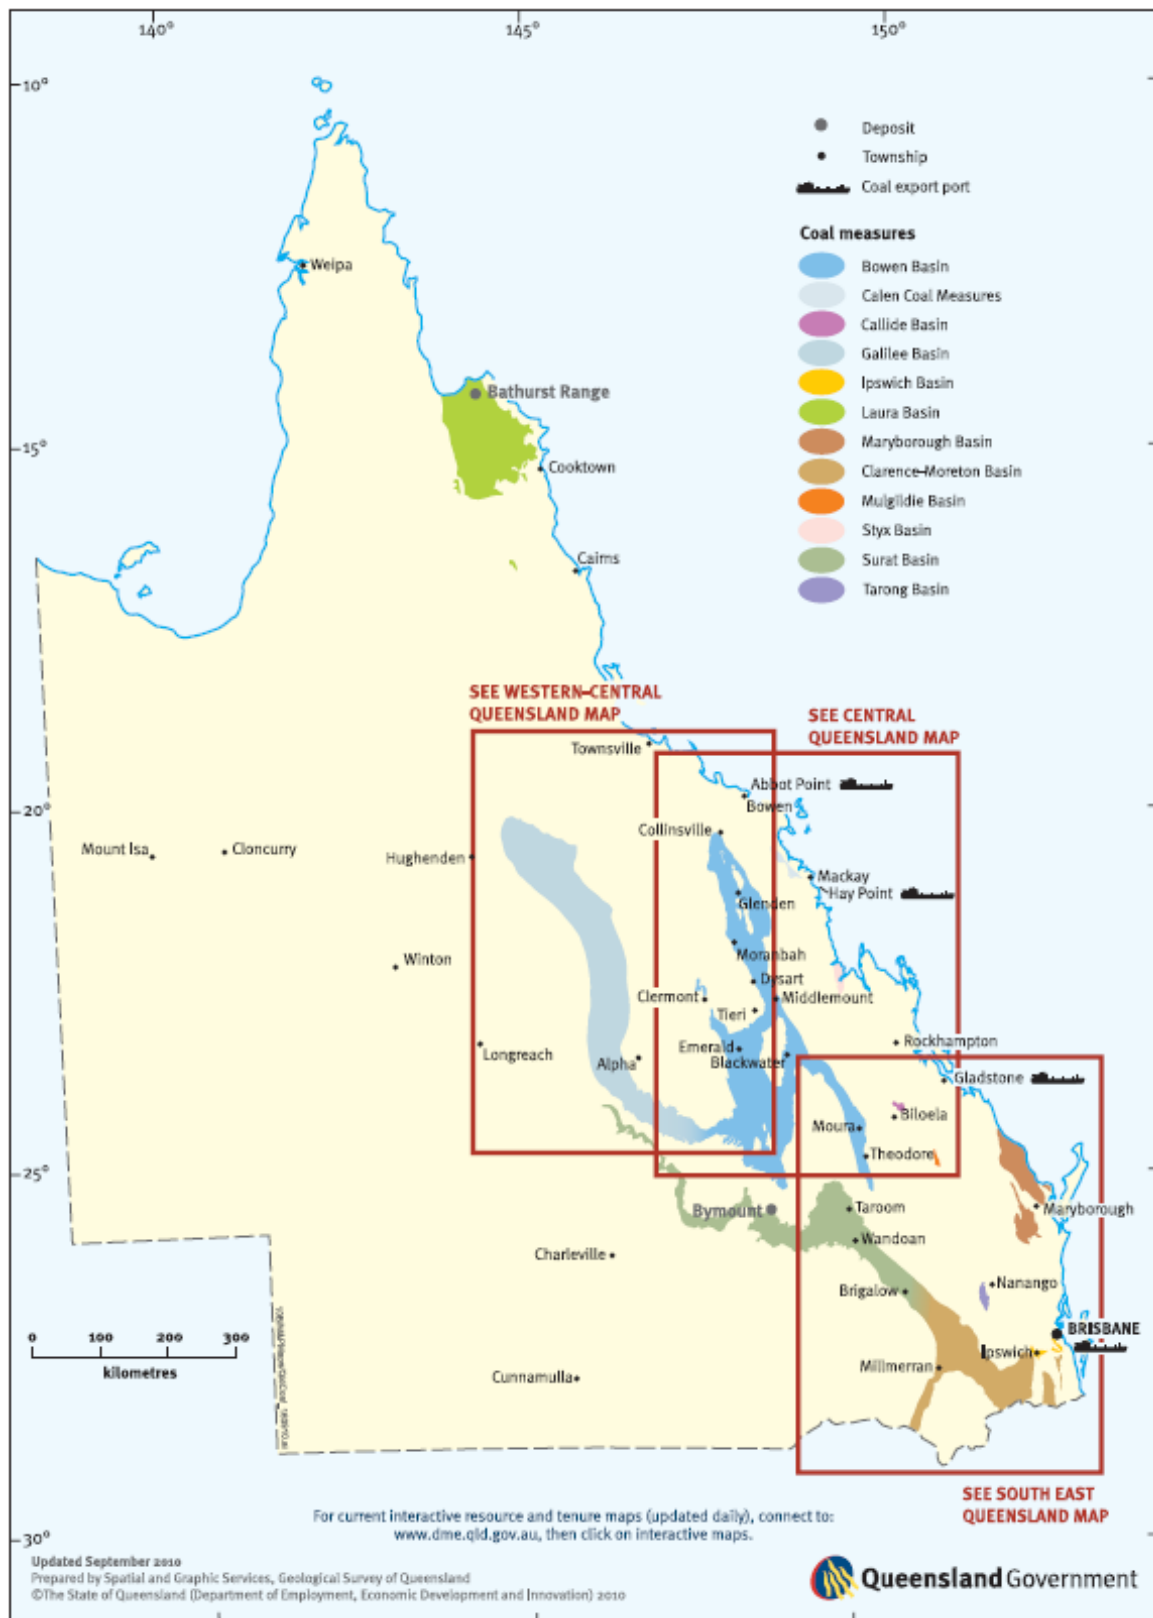 140°
145°
150°
10°
15°
20°
25°
30°
Deposit
Township
Coal export port
Coal measures
Bowen Basin
Calen Coal Measures
Callide Basin
Galilee Basin
Ipswich Basin
Laura Basin
Maryborough Basin
Clarence–Moreton Basin
Mulgildie Basin
Styx Basin
Surat Basin
Tarong Basin
Weipa
Bathurst Range
Cooktown
Cairns
SEE WESTERN–CENTRAL
QUEENSLAND MAP
SEE CENTRAL
QUEENSLAND MAP
Townsville
Abbot Point
Bowen
Collinsville
Mount Isa
Cloncurry
Hughenden
Mackay
Hay Point
Glenden
Winton
Moranbah
Dysart
Clermont
Middlemount
Tieri
Longreach
Alpha
Emerald
Blackwater
Rockhampton
Gladstone
Biloela
Moura
Theodore
Bymount
Taroom
Maryborough
Wandoan
Charleville
Brigalow
Nanango
BRISBANE
Ipswich
Millmerran
Cunnamulla
0 100 200 300
kilometres
SEE SOUTH EAST
QUEENSLAND MAP
For current interactive resource and tenure maps (updated daily), connect to:
www.dme.qld.gov.au, then click on interactive maps.
Updated September 2010
Prepared by Spatial and Graphic Services, Geological Survey of Queensland
©The State of Queensland (Department of Employment, Economic Development and Innovation) 2010
Queensland Government